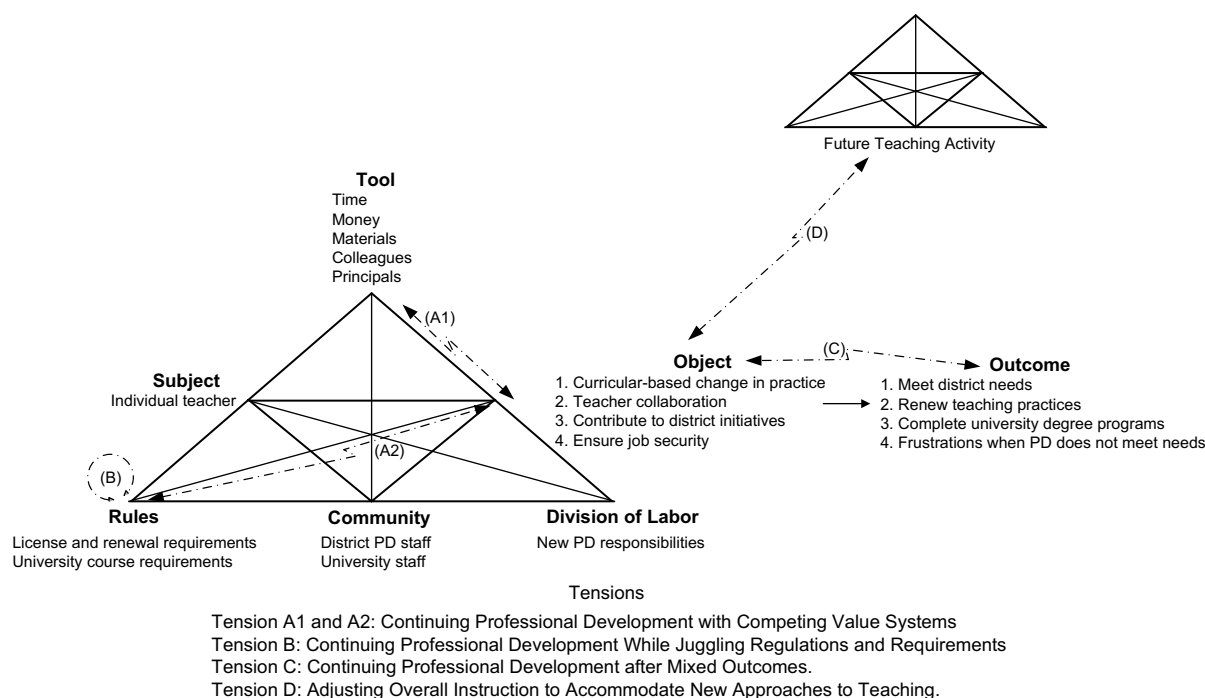 Future Teaching Activity
Tool
Time
Money
Materials
Colleagues
Principals
(D)
(A1)
(C)
Object
1. Curricular-based change in practice
2. Teacher collaboration
3. Contribute to district initiatives
4. Ensure job security
Outcome
1. Meet district needs
2. Renew teaching practices
3. Complete university degree programs
4. Frustrations when PD does not meet needs
Subject
Individual teacher
(A2)
(B)
Rules
License and renewal requirements
University course requirements
Community
District PD staff
University staff
Division of Labor
New PD responsibilities
Tensions
Tension A1 and A2: Continuing Professional Development with Competing Value Systems
Tension B: Continuing Professional Development While Juggling Regulations and Requirements
Tension C: Continuing Professional Development after Mixed Outcomes.
Tension D: Adjusting Overall Instruction to Accommodate New Approaches to Teaching.